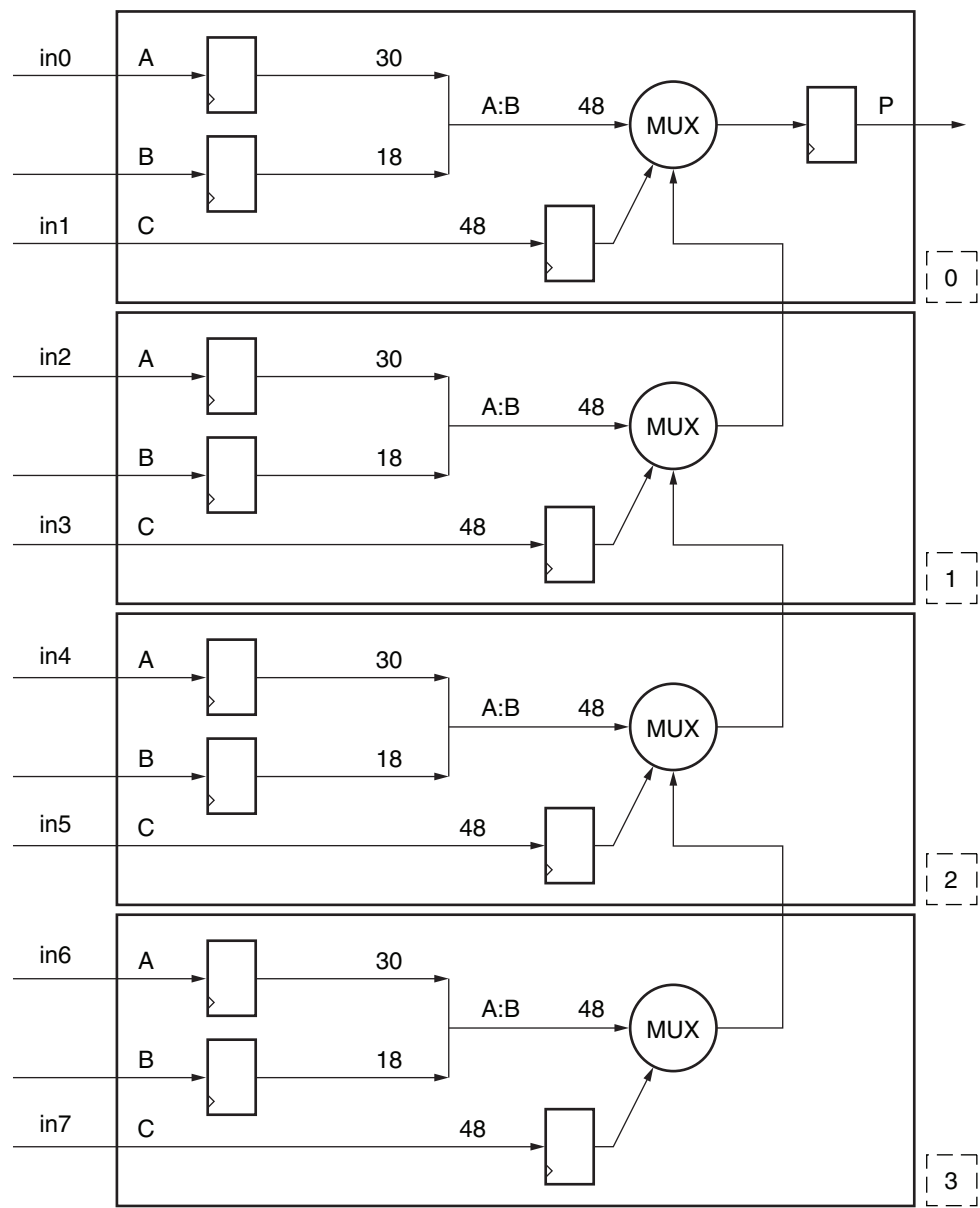 in0 A 30
A:B 48 MUX P
B 18
in1 C 48
0
in2 A 30
A:B 48 MUX
B 18
in3 C 48
1
in4 A 30
A:B 48 MUX
B 18
in5 C 48
2
in6 A 30
A:B 48 MUX
B 18
in7 C 48
3